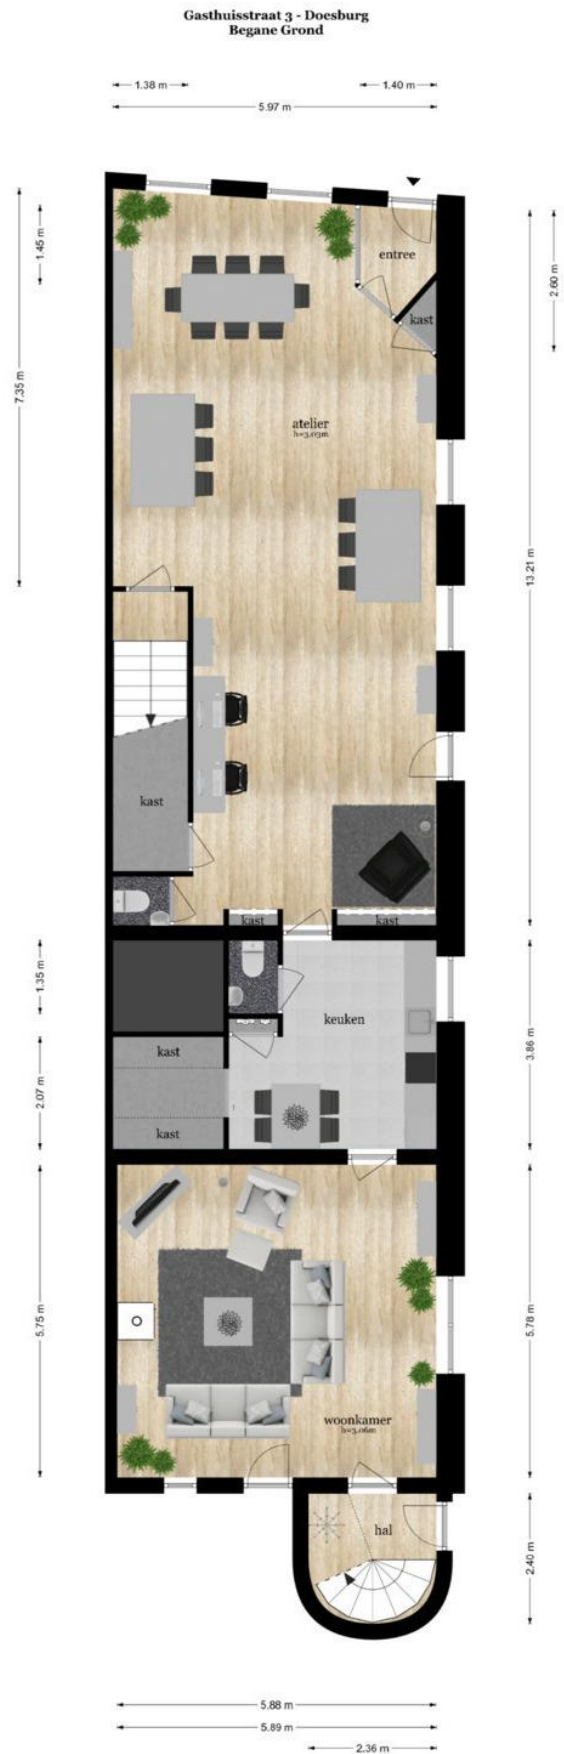 Gasthuisstraat 3 - Doesburg
Begane Grond
1.38 m
1.40 m
5.97 m
1.45 m
entree
2.60 m
kast
7.35 m
atelier
h=3.03m
13.21 m
kast
kast
kast
1.35 m
keuken
3.86 m
kast
2.07 m
kast
5.75 m
5.78 m
woonkamer
h=3.06m
hal
2.40 m
5.88 m
5.89 m
2.36 m